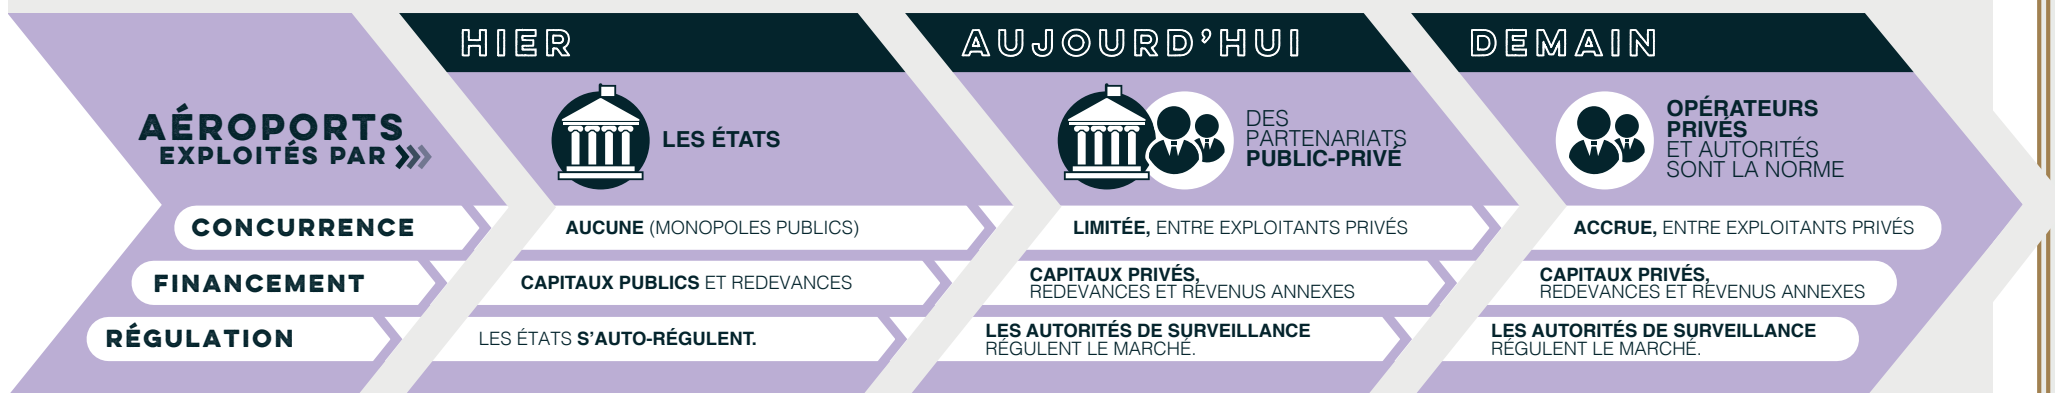 HIER
AUJOURD'HUI
DEMAIN
AÉROPORTS
EXPLOITÉS PAR
LES ÉTATS
DES
PARTENARIATS
PUBLIC-PRIVÉ
OPÉRATEURS
PRIVÉS
ET AUTORITÉS
SONT LA NORME
CONCURRENCE
AUCUNE (MONOPOLES PUBLICS)
LIMITÉE, ENTRE EXPLOITANTS PRIVÉS
ACCRUE, ENTRE EXPLOITANTS PRIVÉS
FINANCEMENT
CAPITAUX PUBLICS ET REDEVANCES
CAPITAUX PRIVÉS,
REDEVANCES ET REVENUS ANNEXES
CAPITAUX PRIVÉS,
REDEVANCES ET REVENUS ANNEXES
RÉGULATION
LES ÉTATS S'AUTO-RÉGULENT.
LES AUTORITÉS DE SURVEILLANCE
RÉGULENT LE MARCHÉ.
LES AUTORITÉS DE SURVEILLANCE
RÉGULENT LE MARCHÉ.